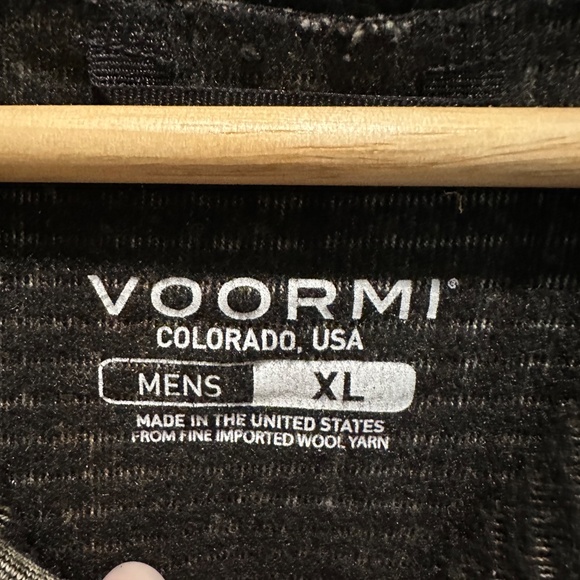 VOORMI®
COLORADO, USA
MENS XL
MADE IN THE UNITED STATES
FROM FINE IMPORTED WOOL YARN